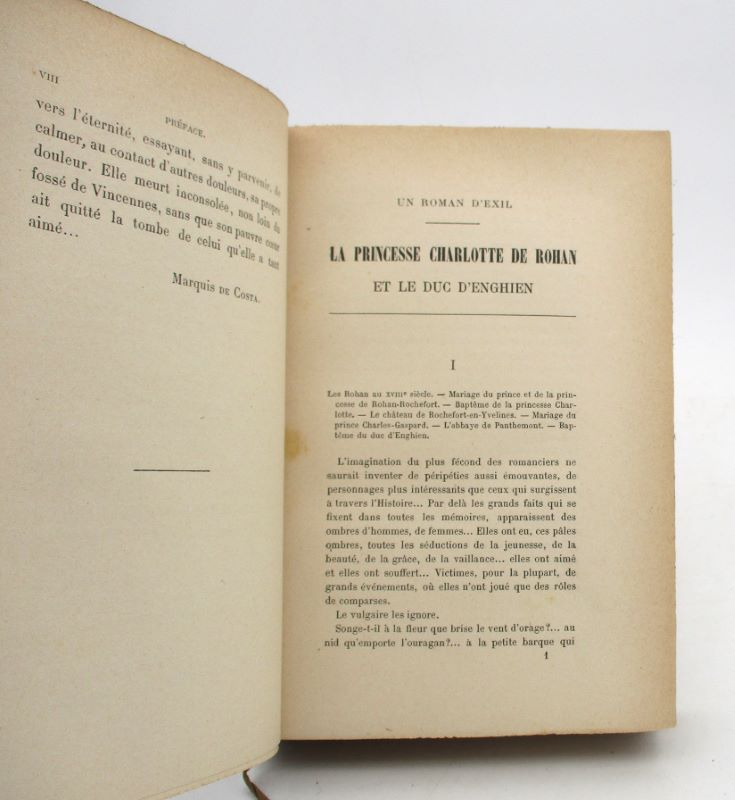 VIII
PRÉFACE.
vers l'éternité, essayant, sans y parvenir, de
calmer, au contact d'autres douleurs, sa propre
douleur. Elle meurt inconsolée, non loin du
fossé de Vincennes, sans que son pauvre cœur
ait quitté la tombe de celui qu'elle a tant
aimé...
Marquis DE COSTA.
UN ROMAN D'EXIL
LA PRINCESSE CHARLOTTE DE ROHAN
ET LE DUC D'ENGHIEN
I
Les Rohan au XVIIIe siècle. — Mariage du prince et de la prin-
cesse de Rohan-Rochefort. — Baptême de la princesse Char-
lotte. — Le château de Rochefort-en-Yvelines. — Mariage du
prince Charles-Gaspard. — L'abbaye de Panthemont. — Bap-
tême du duc d'Enghien.
L'imagination du plus fécond des romanciers ne
saurait inventer de péripéties aussi émouvantes, de
personnages plus intéressants que ceux qui surgissent
à travers l'Histoire... Par delà les grands faits qui se
fixent dans toutes les mémoires, apparaissent des
ombres d'hommes, de femmes... Elles ont eu, ces pâles
ombres, toutes les séductions de la jeunesse, de la
beauté, de la grâce, de la vaillance... elles ont aimé
et elles ont souffert... Victimes, pour la plupart, de
grands événements, où elles n'ont joué que des rôles
de comparses.
Le vulgaire les ignore.
Songe-t-il à la fleur que brise le vent d'orage?... au
nid qu'emporte l'ouragan?... à la petite barque qui
1